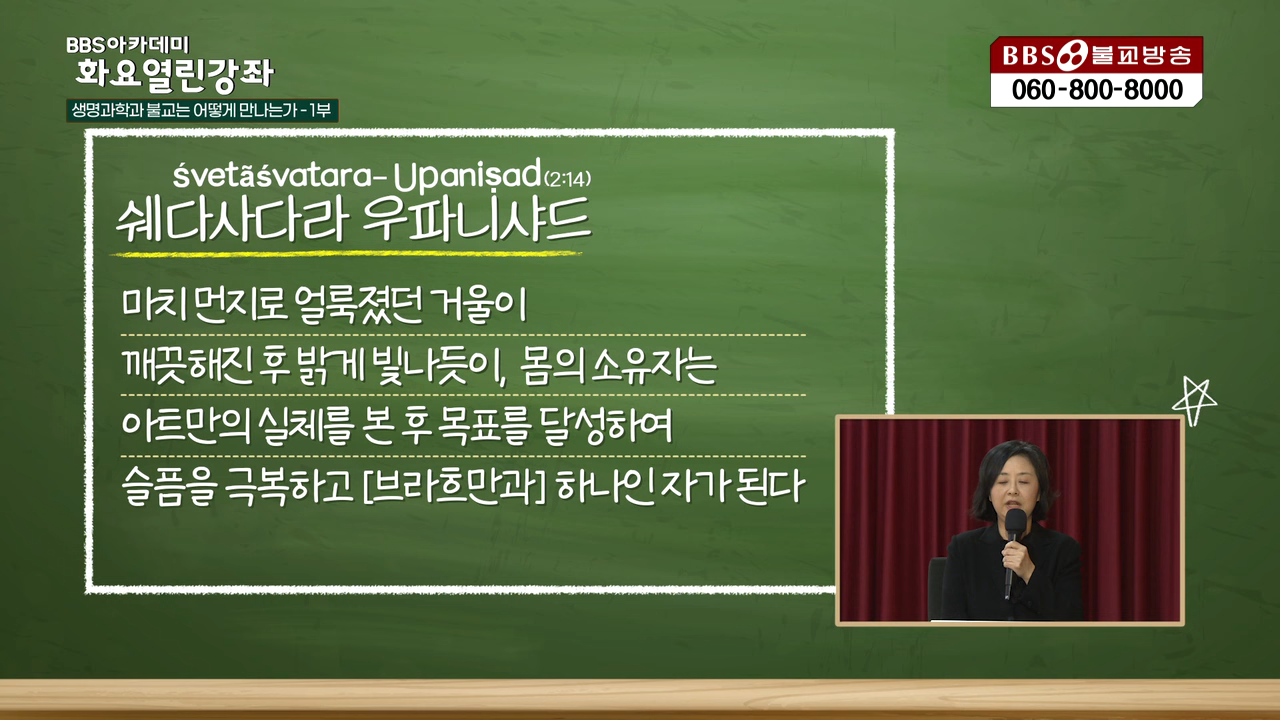 BBS아카데미
화요열린강좌
생명과학과 불교는 어떻게 만나는가 - 1부
BBS 불교방송
060-800-8000
śvetãśvatara- Upaniṣad(2:14)
쉐다사다라 우파니샤드
마치 먼지로 얼룩졌던 거울이
깨끗해진 후 밝게 빛나듯이, 몸의 소유자는
아트만의 실체를 본 후 목표를 달성하여
슬픔을 극복하고 [브라흐만과] 하나인 자가 된다